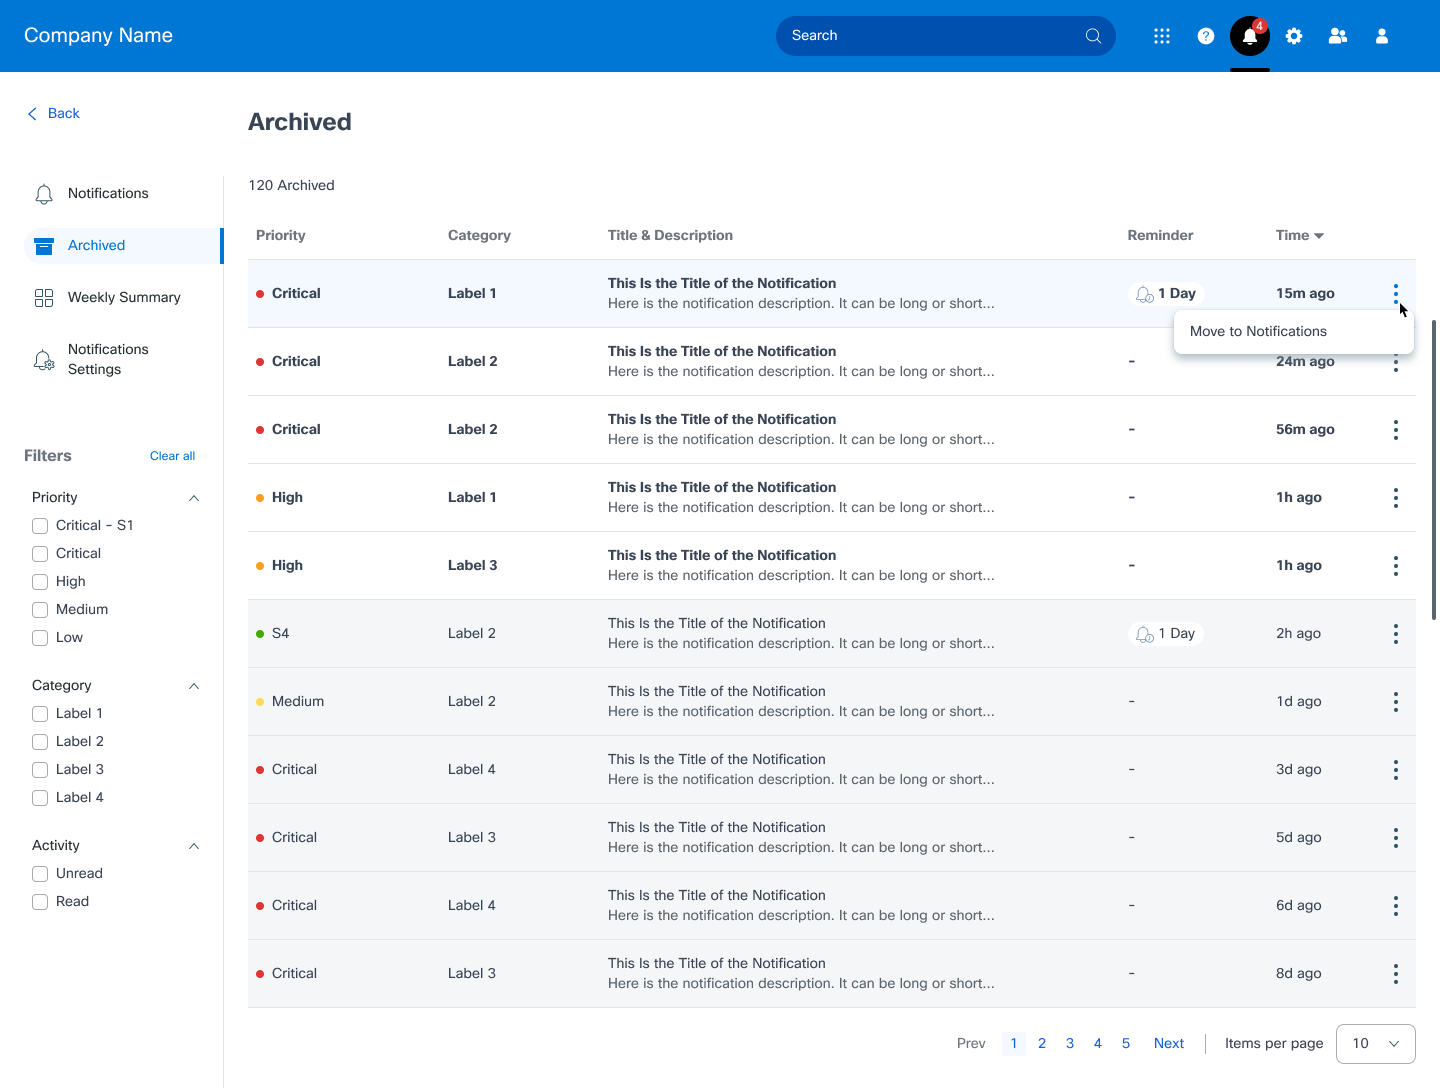 Company Name
Search
4
Back
Archived
Notifications
Archived
Weekly Summary
Notifications
Settings
Filters Clear all
Priority
Critical - S1
Critical
High
Medium
Low
Category
Label 1
Label 2
Label 3
Label 4
Activity
Unread
Read
120 Archived
Priority Category Title & Description Reminder Time
Critical Label 1 This Is the Title of the Notification 1 Day 15m ago
Here is the notification description. It can be long or short...
Move to Notifications
Critical Label 2 This Is the Title of the Notification - 24m ago
Here is the notification description. It can be long or short...
Critical Label 2 This Is the Title of the Notification - 56m ago
Here is the notification description. It can be long or short...
High Label 1 This Is the Title of the Notification - 1h ago
Here is the notification description. It can be long or short...
High Label 3 This Is the Title of the Notification - 1h ago
Here is the notification description. It can be long or short...
S4 Label 2 This Is the Title of the Notification 1 Day 2h ago
Here is the notification description. It can be long or short...
Medium Label 2 This Is the Title of the Notification - 1d ago
Here is the notification description. It can be long or short...
Critical Label 4 This Is the Title of the Notification - 3d ago
Here is the notification description. It can be long or short...
Critical Label 3 This Is the Title of the Notification - 5d ago
Here is the notification description. It can be long or short...
Critical Label 4 This Is the Title of the Notification - 6d ago
Here is the notification description. It can be long or short...
Critical Label 3 This Is the Title of the Notification - 8d ago
Here is the notification description. It can be long or short...
Prev 1 2 3 4 5 Next Items per page 10